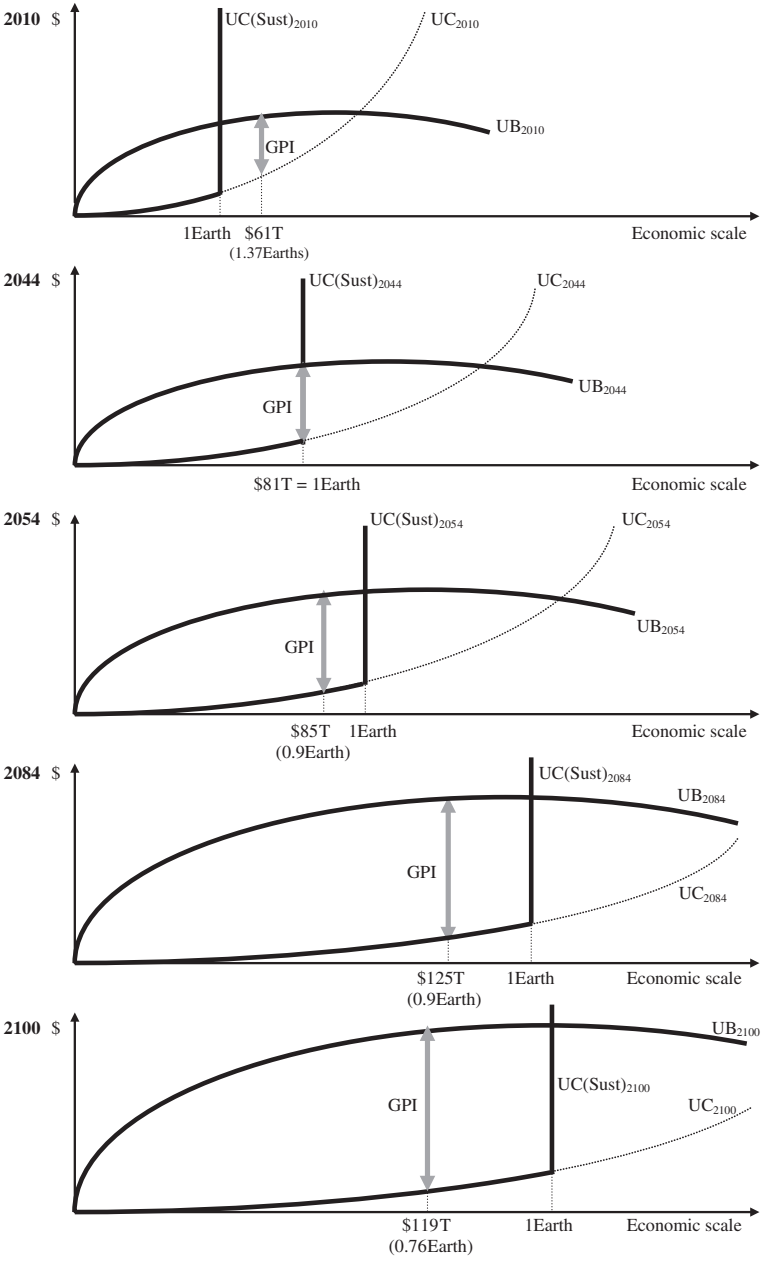 2010 $ UC(Sust)2010 UC2010
UB2010
GPI
1Earth $61T Economic scale
(1.37Earths)
2044 $ UC(Sust)2044 UC2044
UB2044
GPI
$81T = 1Earth Economic scale
2054 $ UC(Sust)2054 UC2054
UB2054
GPI
$85T 1Earth Economic scale
(0.9Earth)
2084 $ UC(Sust)2084
UB2084
GPI
UC2084
$125T 1Earth Economic scale
(0.9Earth)
2100 $ UB2100
UC(Sust)2100
GPI UC2100
$119T 1Earth Economic scale
(0.76Earth)